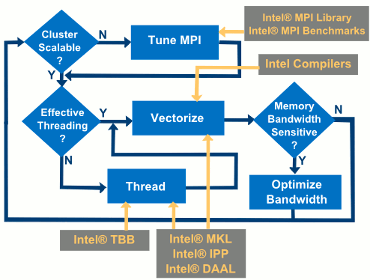 Cluster
Scalable
?
N
Tune MPI
Intel® MPI Library
Intel® MPI Benchmarks
Y
Intel Compilers
Effective
Threading
?
Y
Vectorize
Memory
Bandwidth
Sensitive
?
N
N
Y
Thread
Optimize
Bandwidth
Intel® TBB
Intel® MKL
Intel® IPP
Intel® DAAL